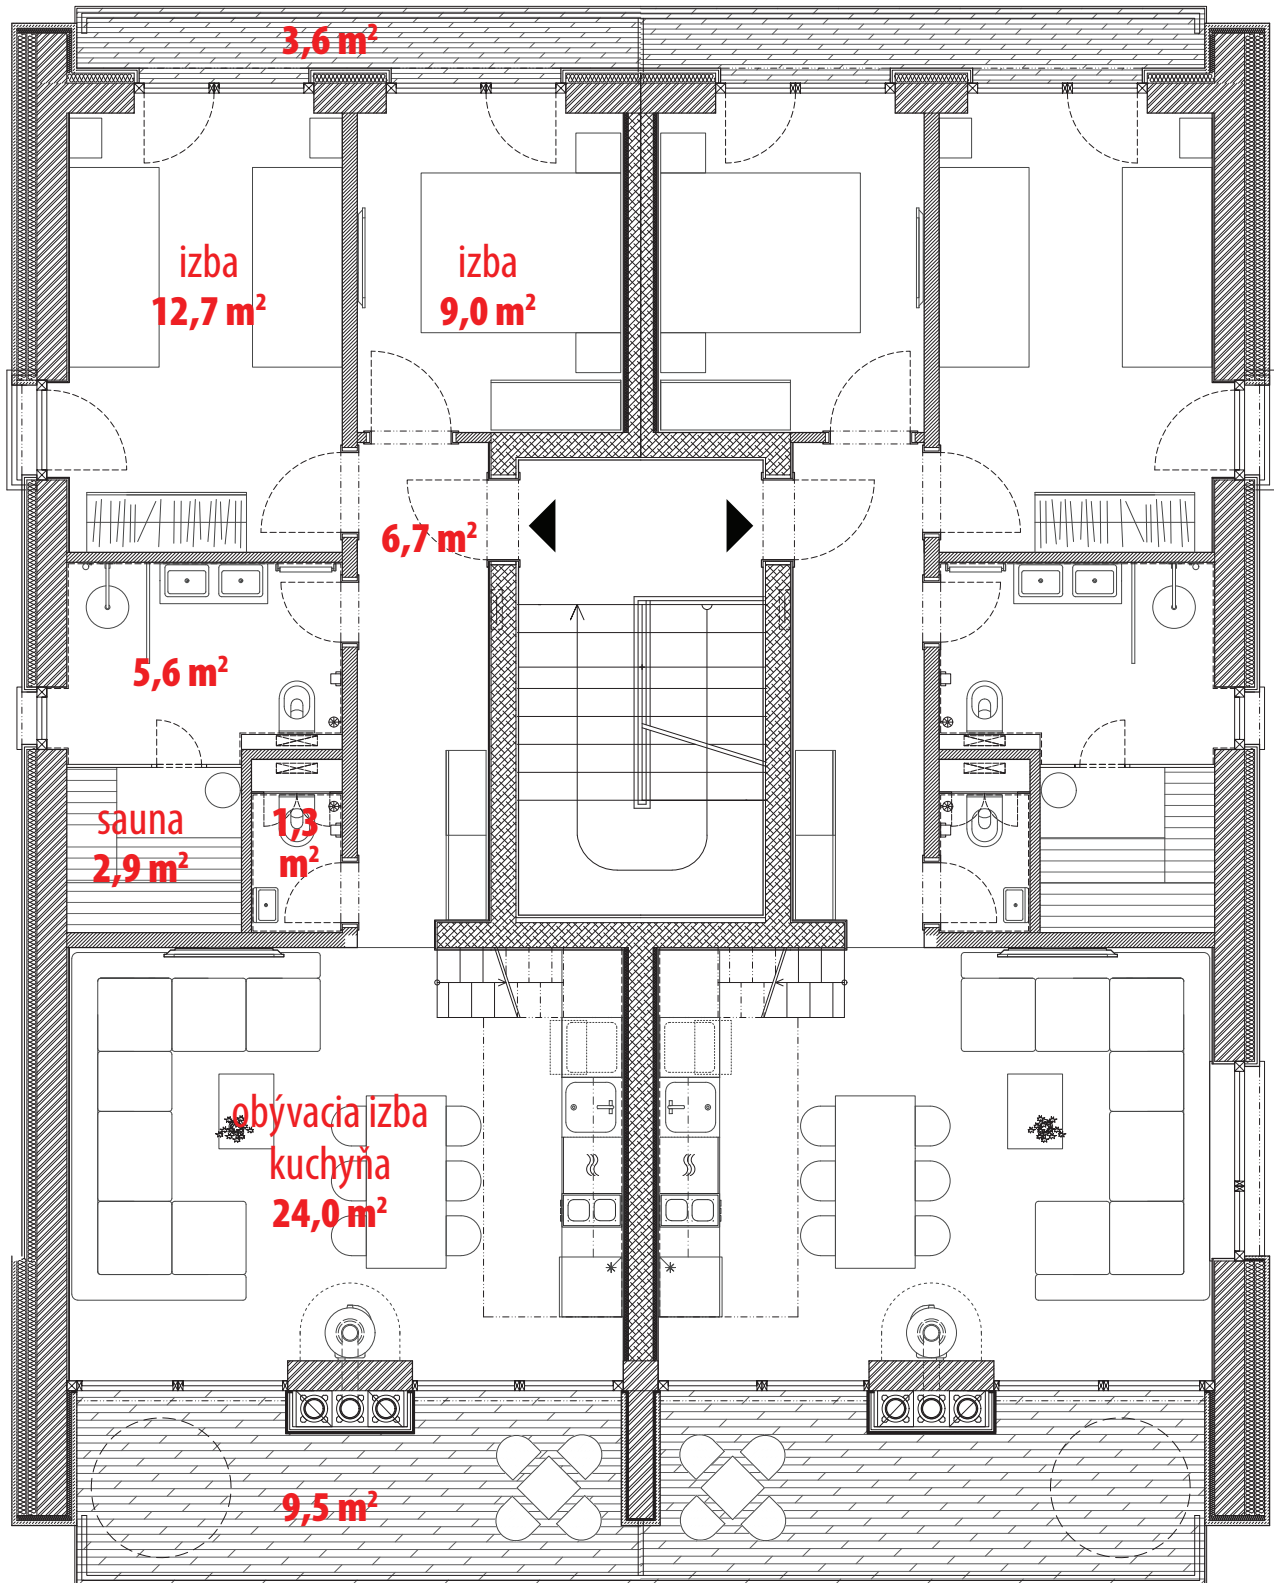 3,6 m²
izba
12,7 m²
izba
9,0 m²
6,7 m²
5,6 m²
sauna
2,9 m²
1,3
m²
obývacia izba
kuchyňa
24,0 m²
9,5 m²